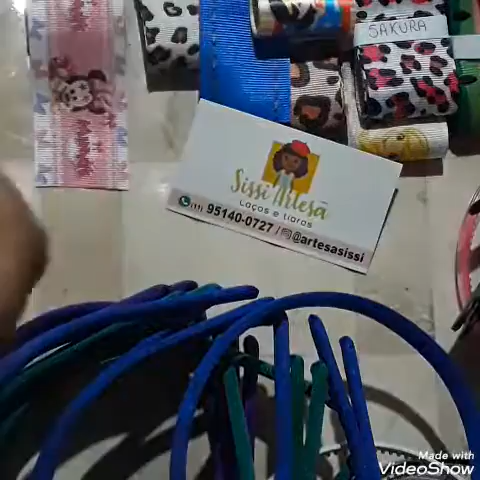 SAKURA
Sissi Artesã
Laços e tiaras
(11) 95140-0727 / @artesasissi
Made with
VideoShow